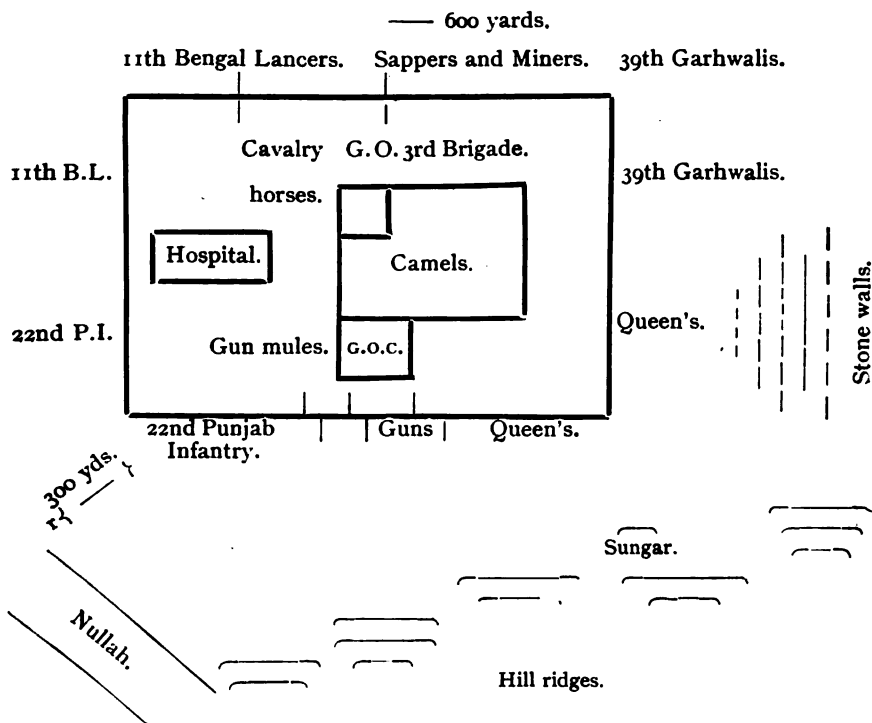 — 600 yards.
11th Bengal Lancers. Sappers and Miners. 39th Garhwalis.
Cavalry G.O. 3rd Brigade.
11th B.L. 39th Garhwalis.
horses.
Hospital. Camels.
Stone walls.
Queen's.
22nd P.I. Gun mules. G.O.C.
22nd Punjab Guns Queen's.
Infantry.
300 yds.
Sungar.
Nullah.
Hill ridges.